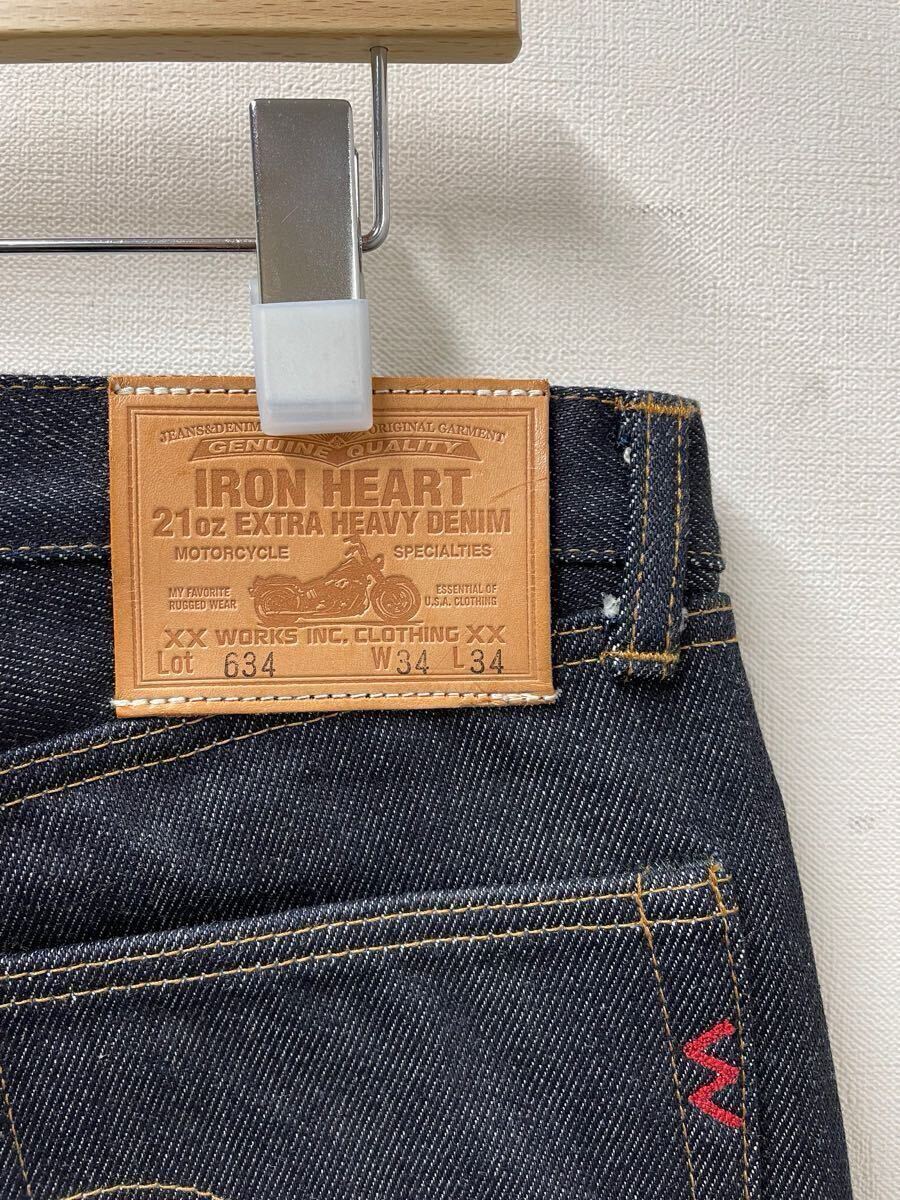 JEANS&DENIM ORIGINAL GARMENT
GENUINE QUALITY
IRON HEART
21oz EXTRA HEAVY DENIM
MOTORCYCLE SPECIALTIES
MY FAVORITE RUGGED WEAR
ESSENTIAL OF U.S.A. CLOTHING
XX WORKS INC. CLOTHING XX
Lot 634 W34 L34
W